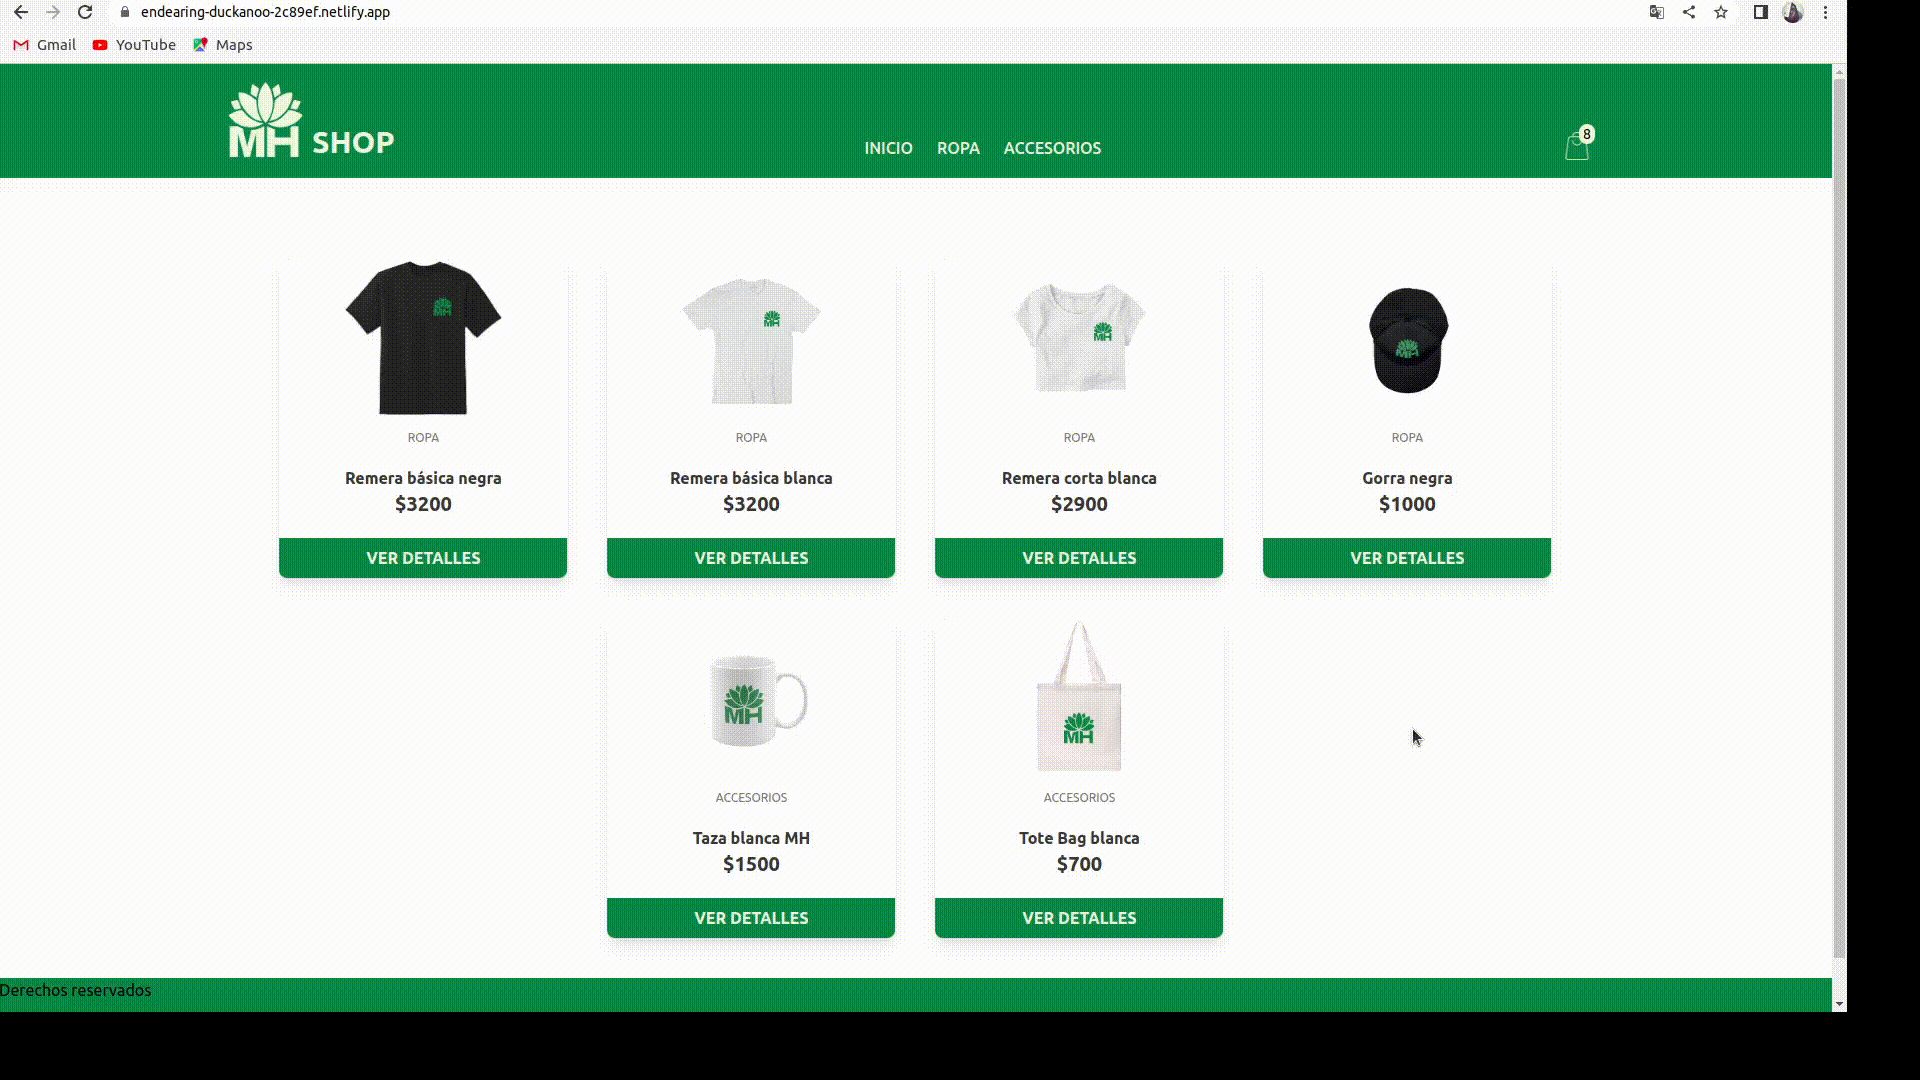 endearing-duckanoo-2c89ef.netlify.app
Gmail YouTube Maps
MH SHOP
INICIO ROPA ACCESORIOS
8
MH
MH
MH
MH
ROPA
Remera básica negra
$3200
VER DETALLES
ROPA
Remera básica blanca
$3200
VER DETALLES
ROPA
Remera corta blanca
$2900
VER DETALLES
ROPA
Gorra negra
$1000
VER DETALLES
MH
ACCESORIOS
Taza blanca MH
$1500
VER DETALLES
MH
ACCESORIOS
Tote Bag blanca
$700
VER DETALLES
Derechos reservados